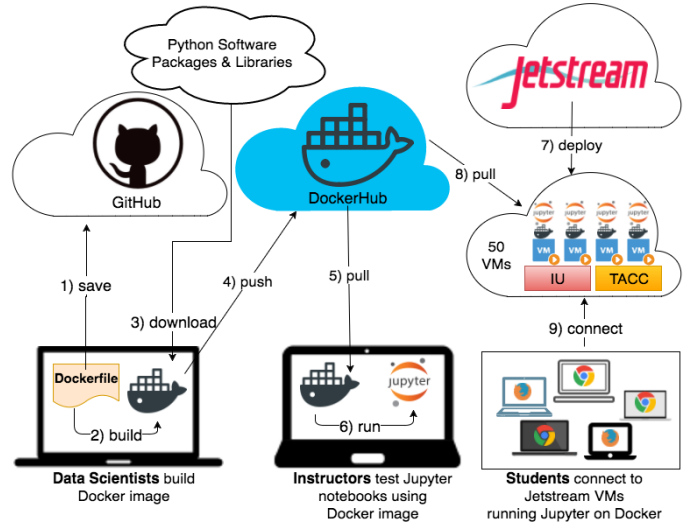 Python Software
Packages & Libraries
Jetstream
GitHub
DockerHub
7) deploy
8) pull
jupyter
jupyter
jupyter
jupyter
50
VMs
VM
VM
VM
VM
IU
TACC
1) save
4) push
5) pull
3) download
9) connect
Dockerfile
jupyter
2) build
6) run
Data Scientists build
Docker image
Instructors test Jupyter
notebooks using
Docker image
Students connect to
Jetstream VMs
running Jupyter on Docker